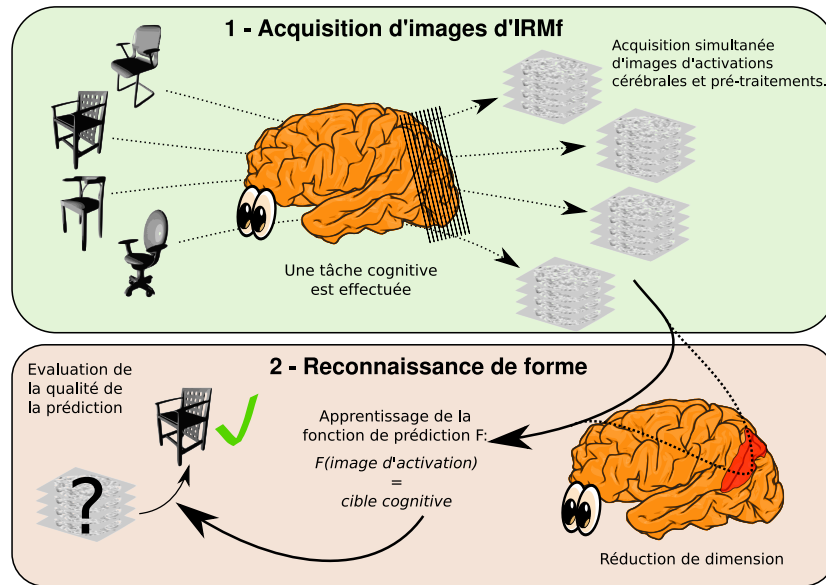 1 - Acquisition d'images d'IRMf
Acquisition simultanée
d'images d'activations
cérébrales et pré-traitements.
Une tâche cognitive
est effectuée
2 - Reconnaissance de forme
Evaluation de
la qualité de
la prédiction
Apprentissage de la
fonction de prédiction F:
F(image d'activation)
=
cible cognitive
?
Réduction de dimension